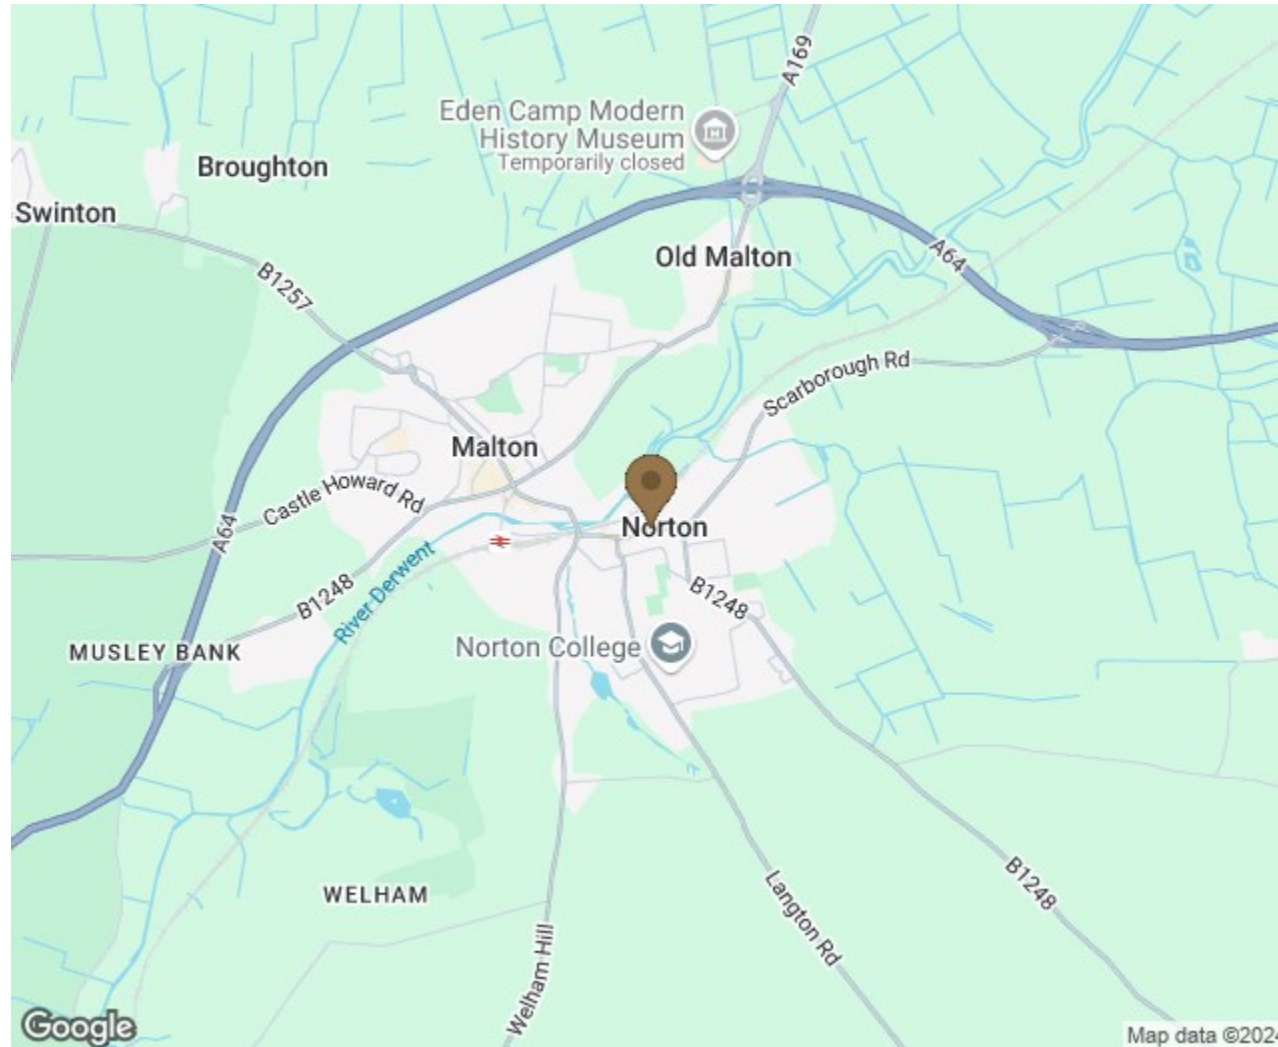 A169
Eden Camp Modern
History Museum
Temporarily closed
Broughton
Swinton
Old Malton
A64
B1257
Scarborough Rd
Malton
Castle Howard Rd
A64
Norton
River Derwent
B1248
B1248
Norton College
MUSLEY BANK
WELHAM
B1248
Langton Rd
Welham Hill
Google
Map data ©2024